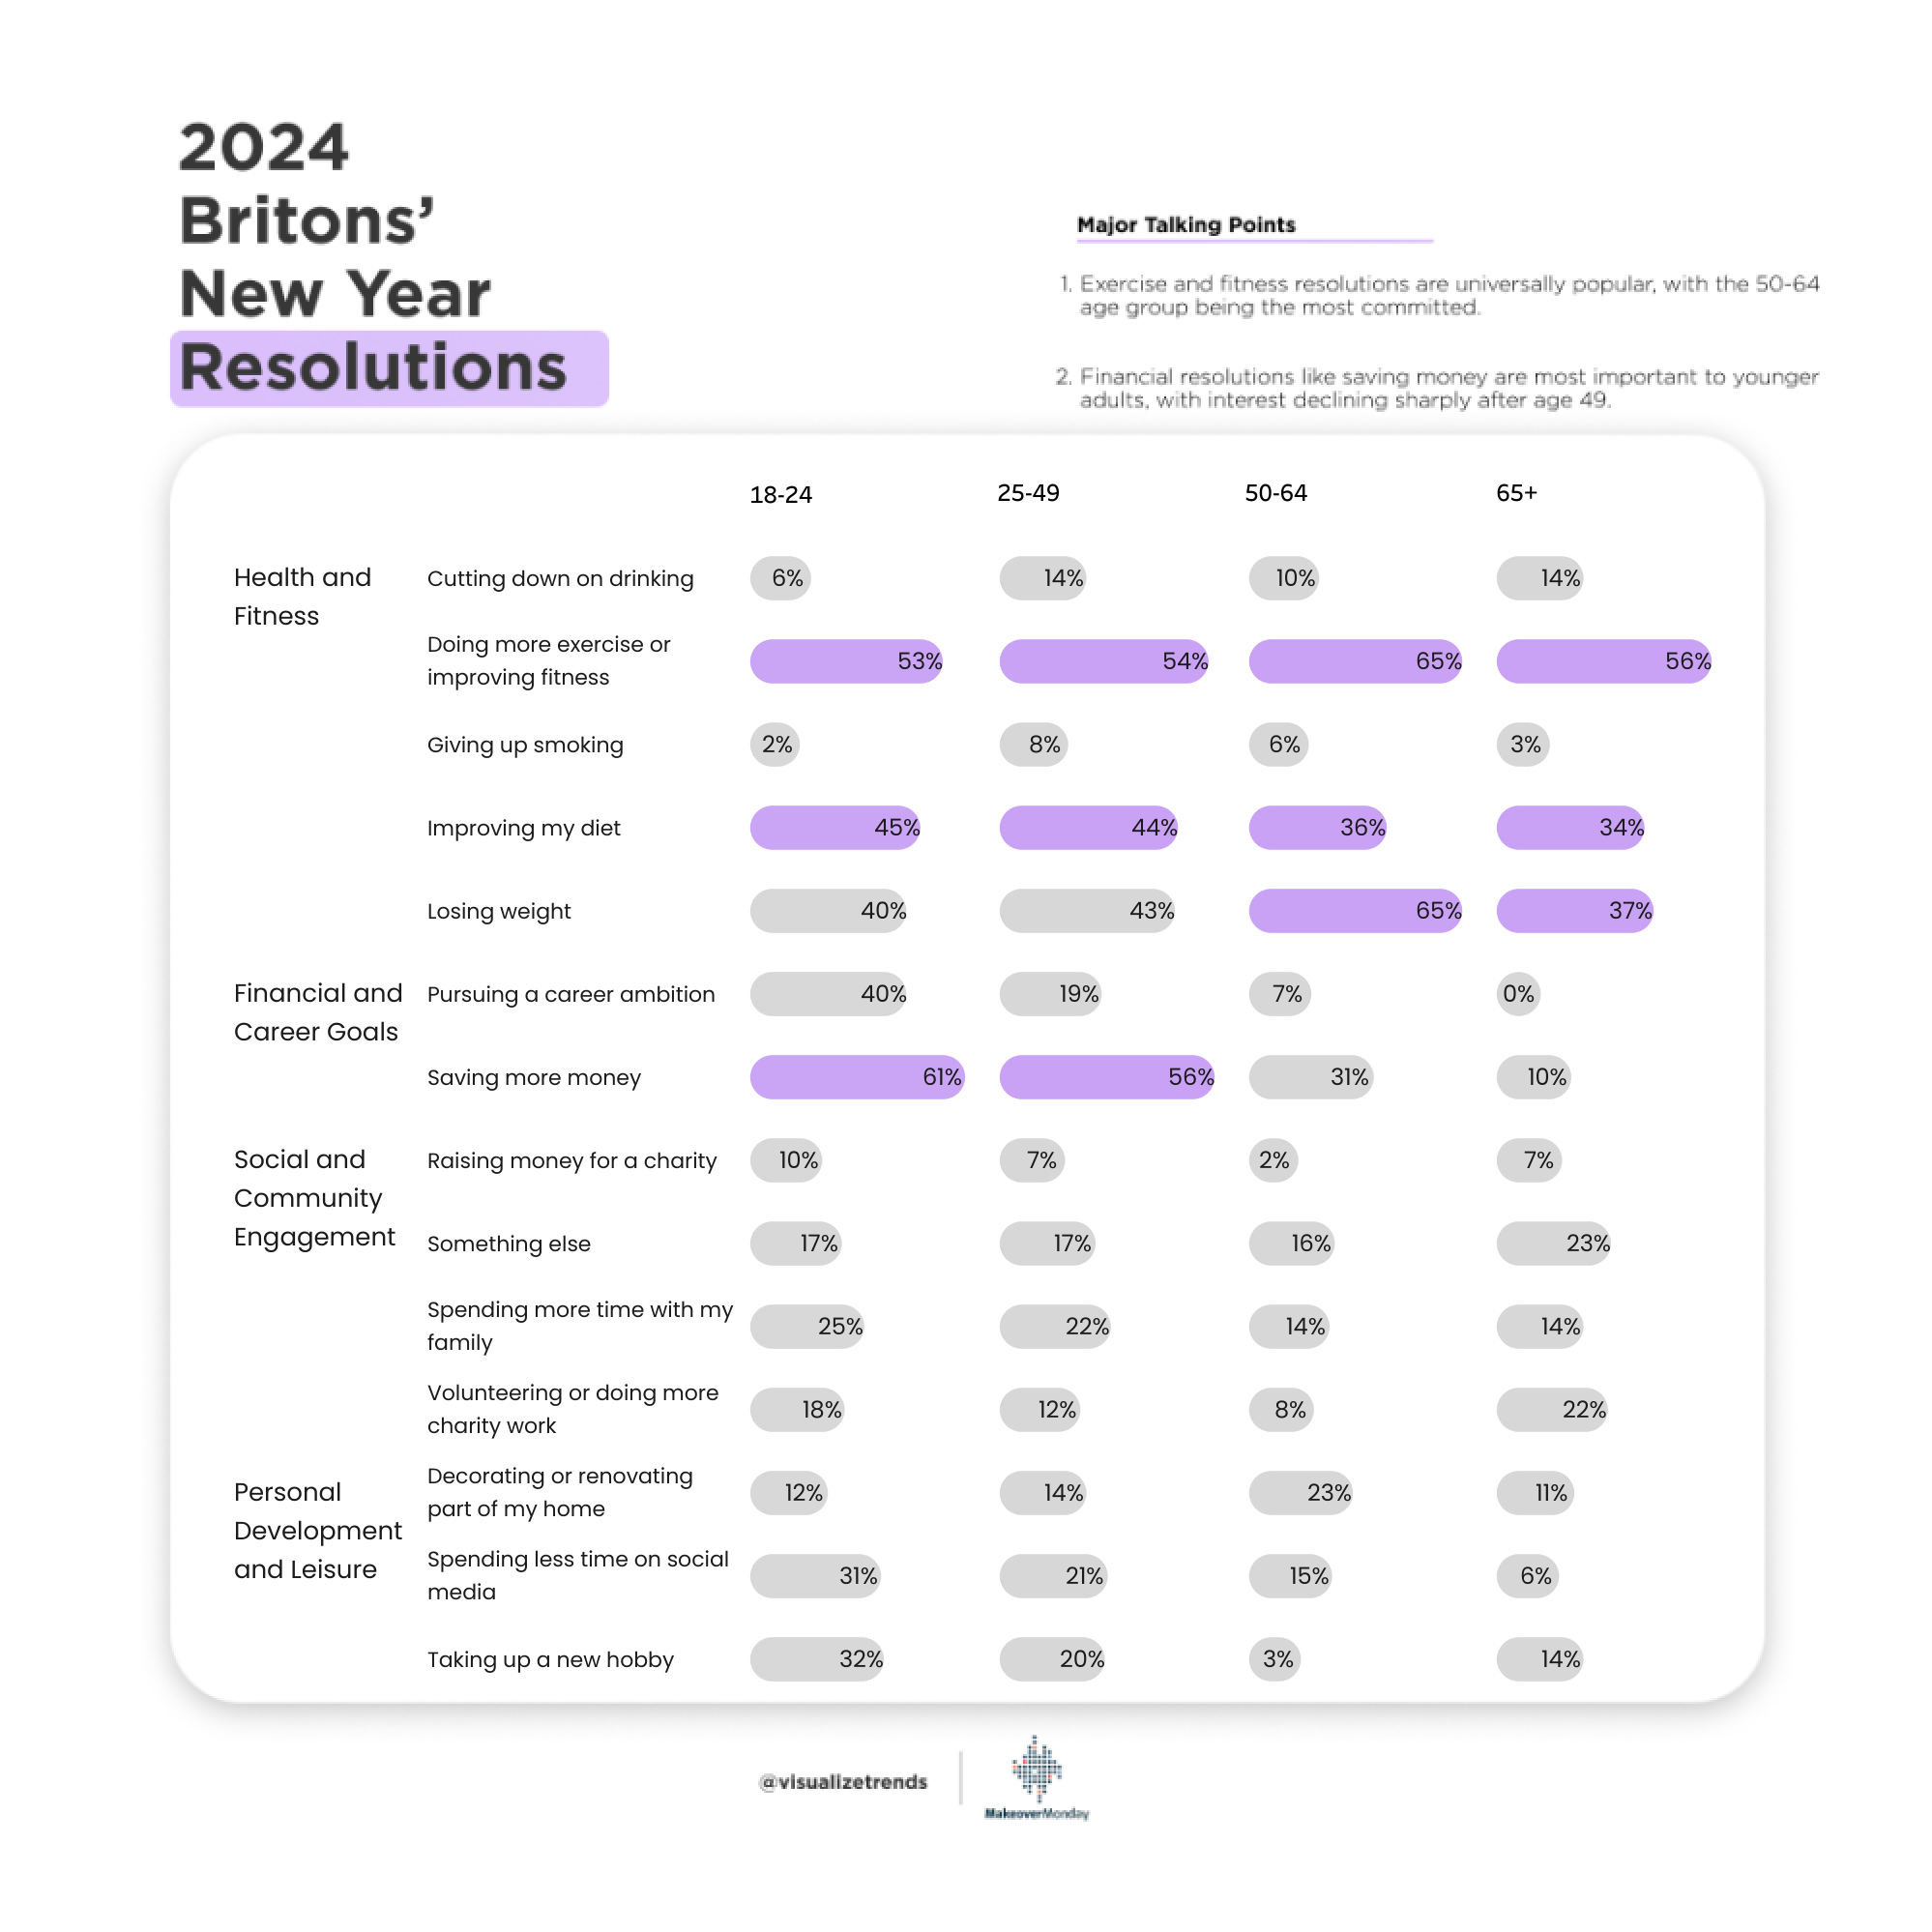 2024
Britons’
New Year
Resolutions
Major Talking Points
1. Exercise and fitness resolutions are universally popular, with the 50-64
age group being the most committed.
2. Financial resolutions like saving money are most important to younger
adults, with interest declining sharply after age 49.
18-24 25-49 50-64 65+
Health and
Fitness
Cutting down on drinking 6% 14% 10% 14%
Doing more exercise or
improving fitness
53% 54% 65% 56%
Giving up smoking 2% 8% 6% 3%
Improving my diet 45% 44% 36% 34%
Losing weight 40% 43% 65% 37%
Financial and
Career Goals
Pursuing a career ambition 40% 19% 7% 0%
Saving more money 61% 56% 31% 10%
Social and
Community
Engagement
Raising money for a charity 10% 7% 2% 7%
Something else 17% 17% 16% 23%
Spending more time with my
family
25% 22% 14% 14%
Volunteering or doing more
charity work
18% 12% 8% 22%
Personal
Development
and Leisure
Decorating or renovating
part of my home
12% 14% 23% 11%
Spending less time on social
media
31% 21% 15% 6%
Taking up a new hobby 32% 20% 3% 14%
@visualizetrends
MakeoverMonday